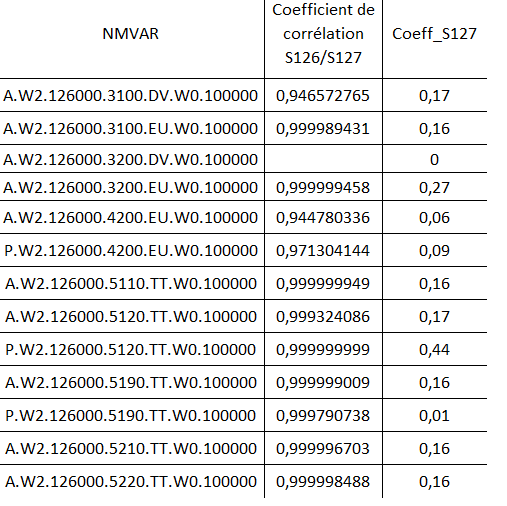 NMVAR Coefficient de corrélation S126/S127 Coeff_S127
A.W2.126000.3100.DV.W0.100000 0,946572765 0,17
A.W2.126000.3100.EU.W0.100000 0,999989431 0,16
A.W2.126000.3200.DV.W0.100000 0
A.W2.126000.3200.EU.W0.100000 0,999999458 0,27
A.W2.126000.4200.EU.W0.100000 0,944780336 0,06
P.W2.126000.4200.EU.W0.100000 0,971304144 0,09
A.W2.126000.5110.TT.W0.100000 0,999999949 0,16
A.W2.126000.5120.TT.W0.100000 0,999324086 0,17
P.W2.126000.5120.TT.W0.100000 0,999999999 0,44
A.W2.126000.5190.TT.W0.100000 0,999999009 0,16
P.W2.126000.5190.TT.W0.100000 0,999790738 0,01
A.W2.126000.5210.TT.W0.100000 0,999996703 0,16
A.W2.126000.5220.TT.W0.100000 0,999998488 0,16